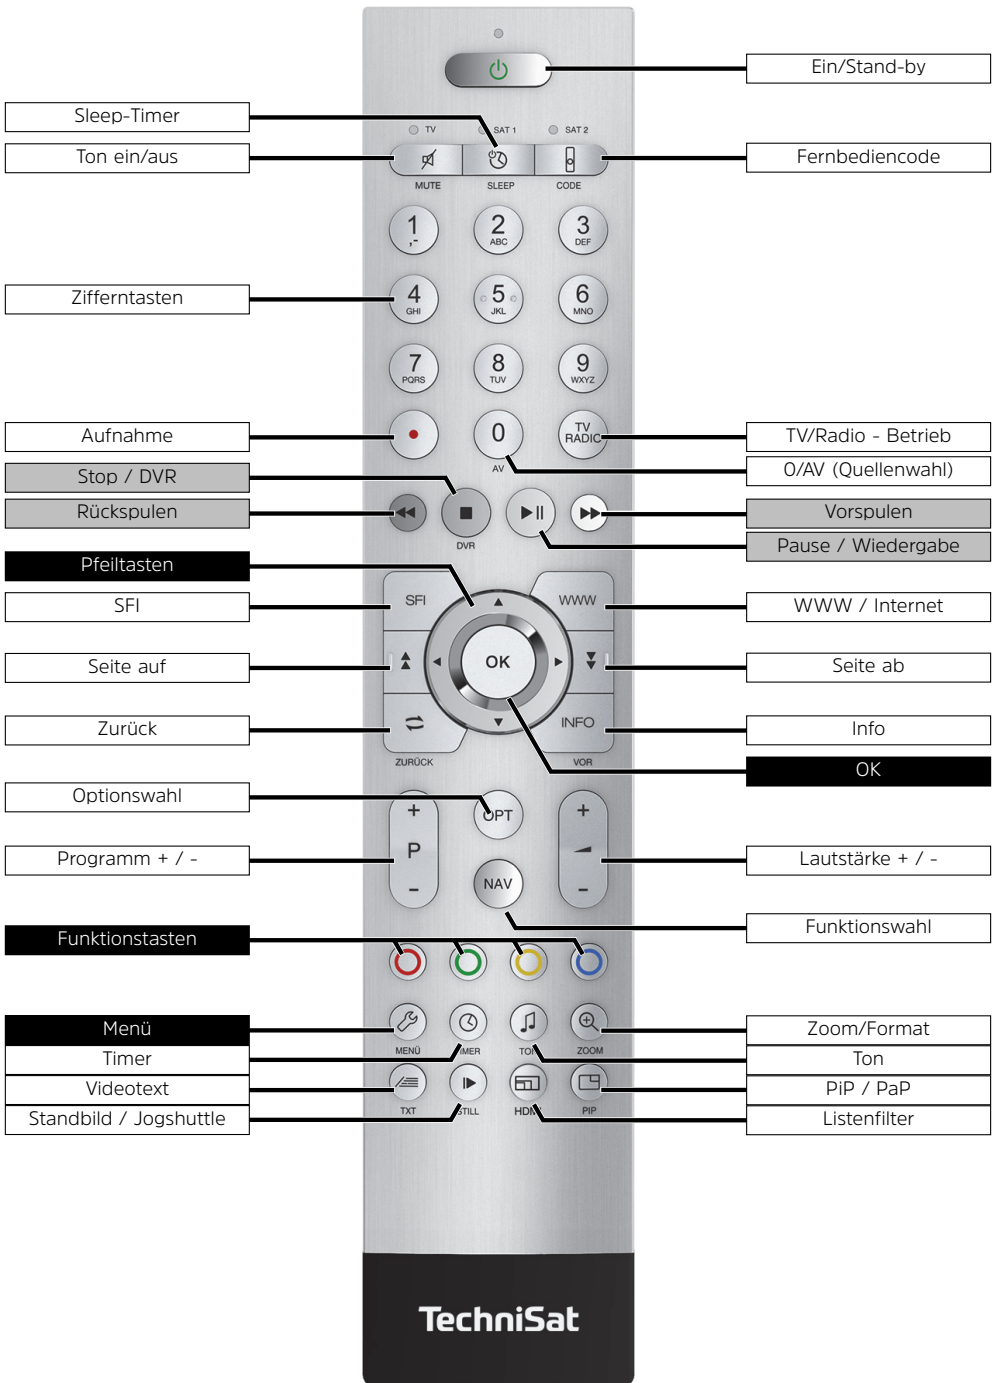 Ein/Stand-by
Sleep-Timer
TV SAT 1 SAT 2
Ton ein/aus
Fernbediencode
MUTE SLEEP CODE
1 2 3
,- ABC DEF
Zifferntasten
4 5 6
GHI JKL MNO
7 8 9
PQRS TUV WXYZ
Aufnahme
0
TV
RADIO
TV/Radio - Betrieb
AV
0/AV (Quellenwahl)
Stop / DVR
Rückspulen
Vorspulen
DVR
Pause / Wiedergabe
Pfeiltasten
SFI
SFI
WWW
WWW / Internet
Seite auf
OK
Seite ab
Zurück
INFO
Info
ZURÜCK VOR
OK
Optionswahl
OPT
+ +
Programm + / -
P
Lautstärke + / -
NAV
- -
Funktionswahl
Funktionstasten
Menü
Zoom/Format
MENÜ TIMER TON ZOOM
Timer
Ton
Videotext
PiP / PaP
TXT STILL HDMI PIP
Standbild / Jogshuttle
Listenfilter
TechniSat